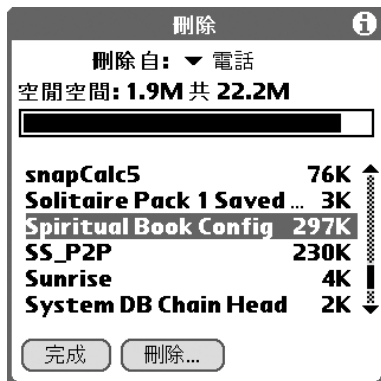 刪除
刪除自: 電話
空閒空間: 1.9M 共 22.2M
snapCalc5 76K
Solitaire Pack 1 Saved ... 3K
Spiritual Book Config 297K
SS_P2P 230K
Sunrise 4K
System DB Chain Head 2K
完成 刪除...